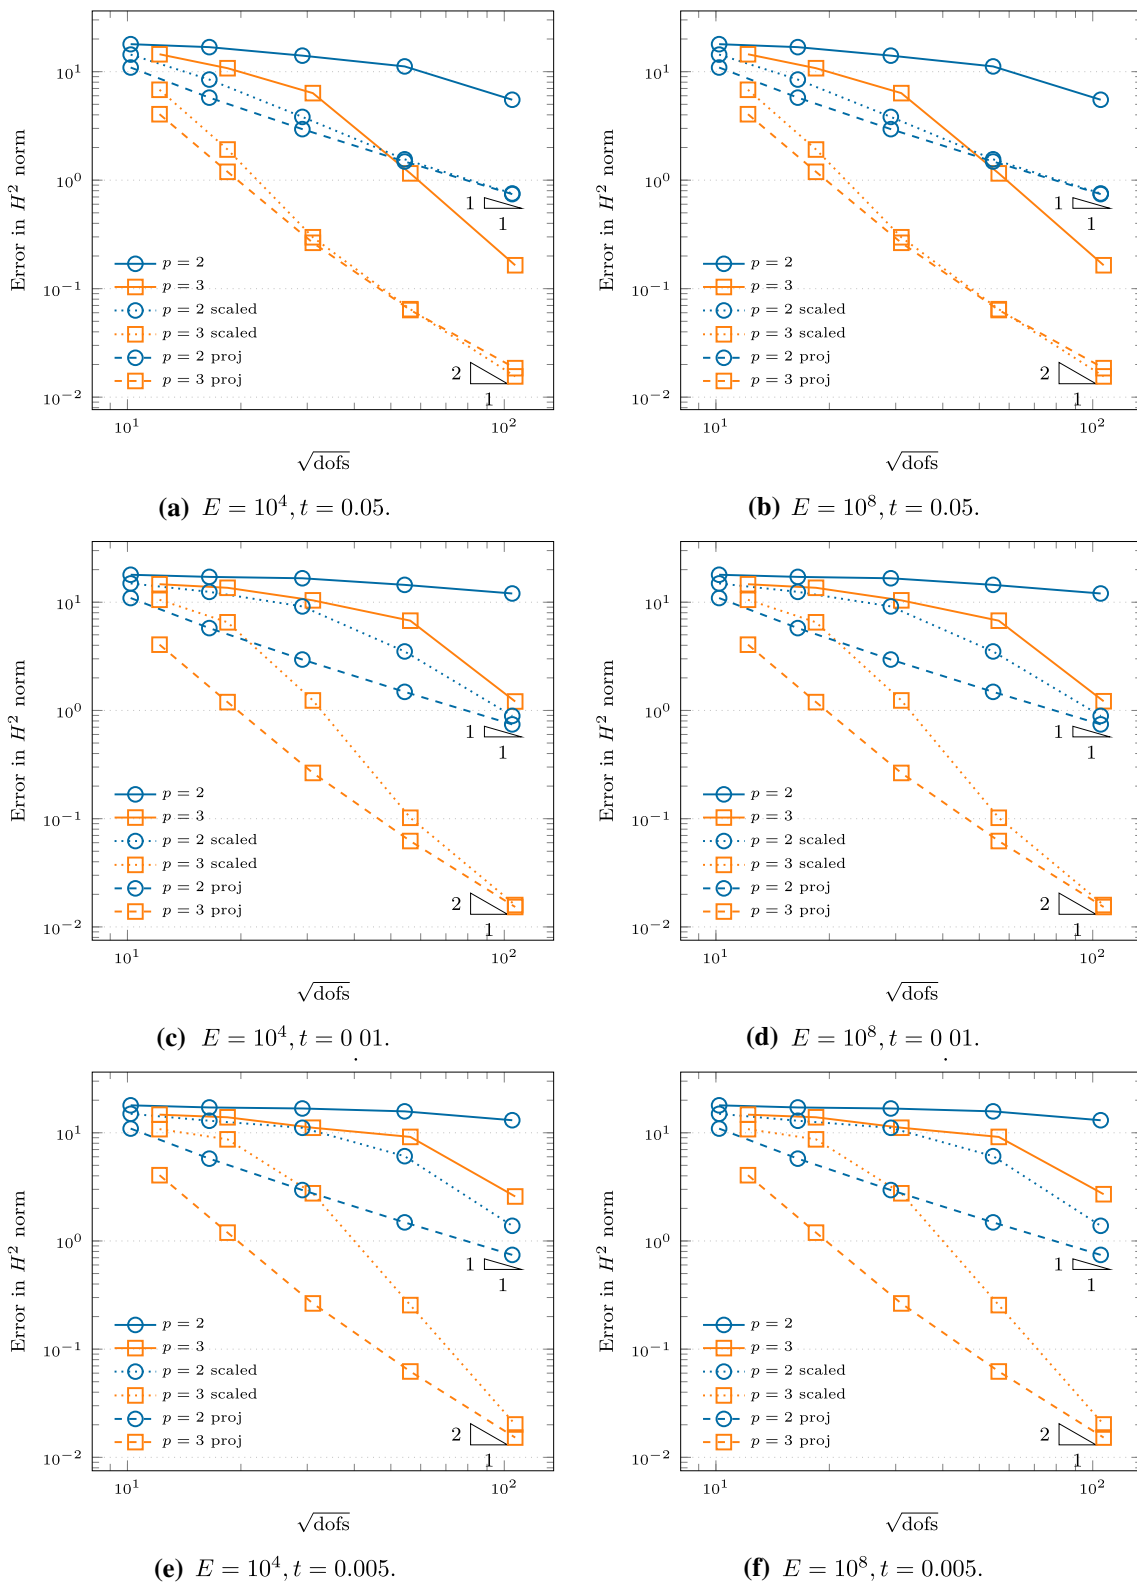 10^1
10^0
10^−1
10^−2
Error in H^2 norm
p = 2
p = 3
p = 2 scaled
p = 3 scaled
p = 2 proj
p = 3 proj
1
1
2
1
10^1 10^2
√dofs
(a) E = 10^4, t = 0.05.
10^1
10^0
10^−1
10^−2
Error in H^2 norm
p = 2
p = 3
p = 2 scaled
p = 3 scaled
p = 2 proj
p = 3 proj
1
1
2
1
10^1 10^2
√dofs
(b) E = 10^8, t = 0.05.
10^1
10^0
10^−1
10^−2
Error in H^2 norm
p = 2
p = 3
p = 2 scaled
p = 3 scaled
p = 2 proj
p = 3 proj
1
1
2
1
10^1 10^2
√dofs
(c) E = 10^4, t = 0.01.
10^1
10^0
10^−1
10^−2
Error in H^2 norm
p = 2
p = 3
p = 2 scaled
p = 3 scaled
p = 2 proj
p = 3 proj
1
1
2
1
10^1 10^2
√dofs
(d) E = 10^8, t = 0.01.
10^1
10^0
10^−1
10^−2
Error in H^2 norm
p = 2
p = 3
p = 2 scaled
p = 3 scaled
p = 2 proj
p = 3 proj
1
1
2
1
10^1 10^2
√dofs
(e) E = 10^4, t = 0.005.
10^1
10^0
10^−1
10^−2
Error in H^2 norm
p = 2
p = 3
p = 2 scaled
p = 3 scaled
p = 2 proj
p = 3 proj
1
1
2
1
10^1 10^2
√dofs
(f) E = 10^8, t = 0.005.